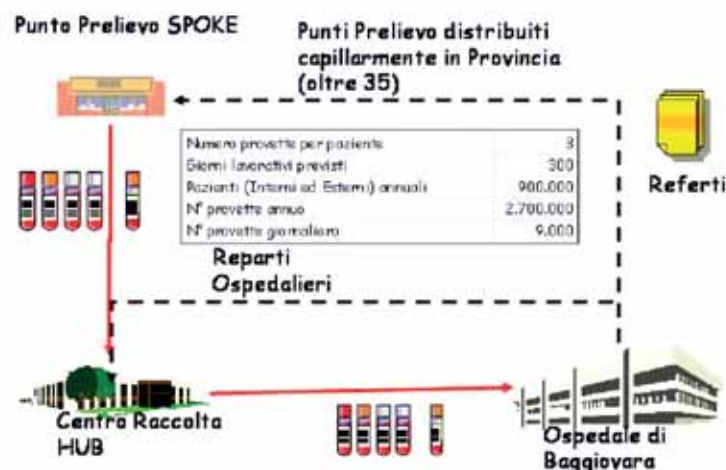 Punto Prelievo SPOKE
Punti Prelievo distribuiti
capillarmente in Provincia
(oltre 35)
Numero provette per paziente 3
Giorni lavorativi previsti 300
Pazienti (Interni ed Esterni) annuali 900.000
N° provette annuo 2.700.000
N° provette giornaliero 9.000
Referti
Reparti
Ospedalieri
Centro Raccolta
HUB
Ospedale di
Baggiovara